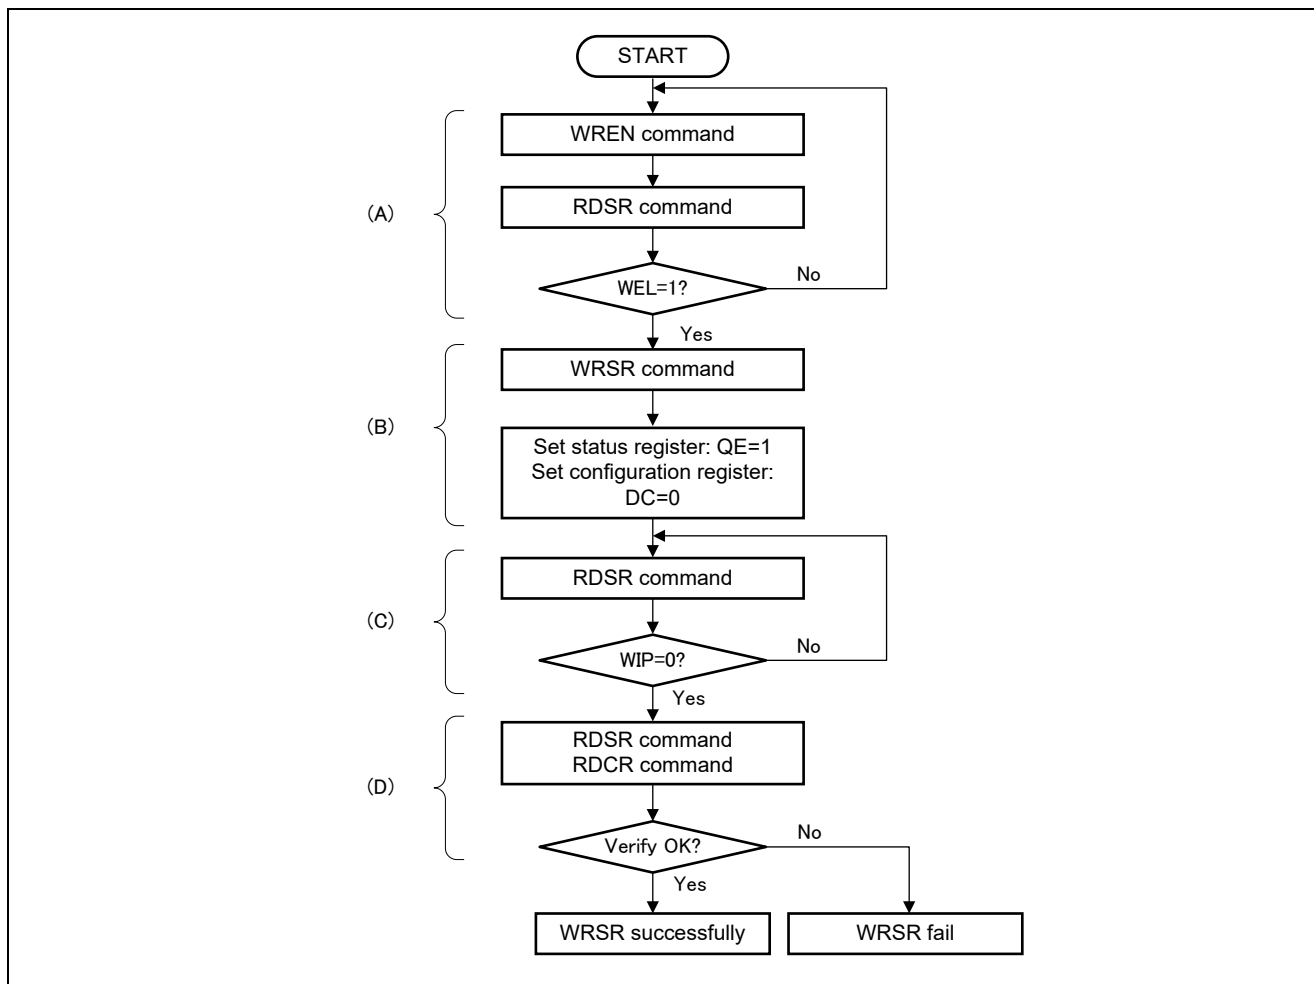 START
WREN command
(A)
RDSR command
WEL=1?
No
Yes
WRSR command
(B)
Set status register: QE=1
Set configuration register:
DC=0
RDSR command
(C)
WIP=0?
No
Yes
RDSR command
RDCR command
(D)
Verify OK?
No
Yes
WRSR successfully
WRSR fail